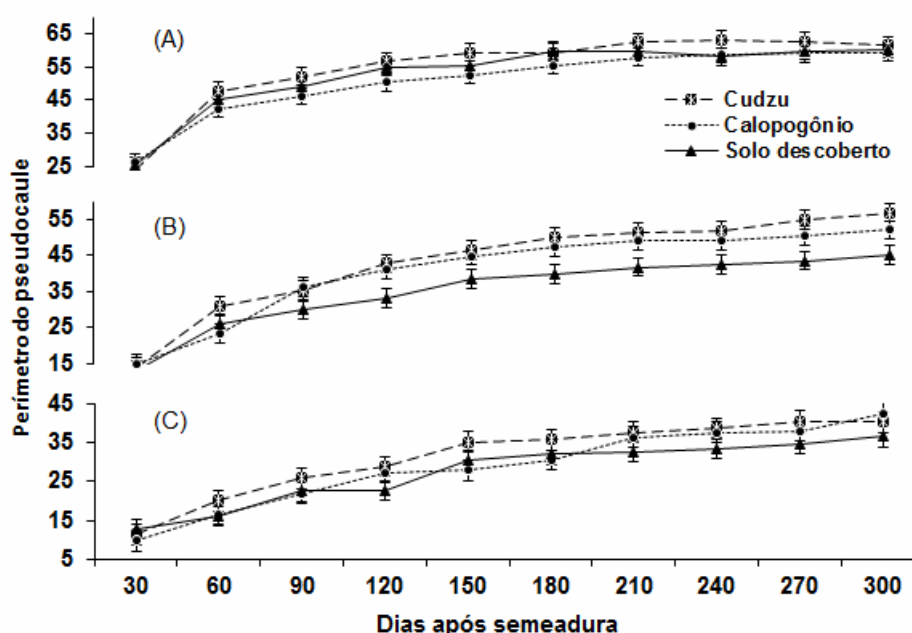 Perímetro do pseudocaule
(A)
65
55
45
35
25
Cudzu
Calopogônio
Solo descoberto
(B)
55
45
35
25
15
(C)
45
35
25
15
5
30 60 90 120 150 180 210 240 270 300
Dias após semeadura